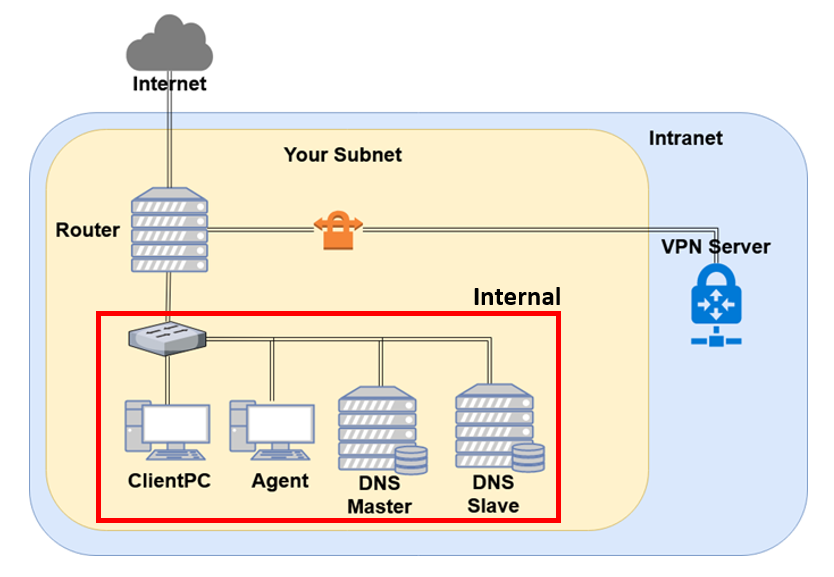 Internet
Intranet
Your Subnet
Router
VPN Server
Internal
ClientPC
Agent
DNS
Master
DNS
Slave